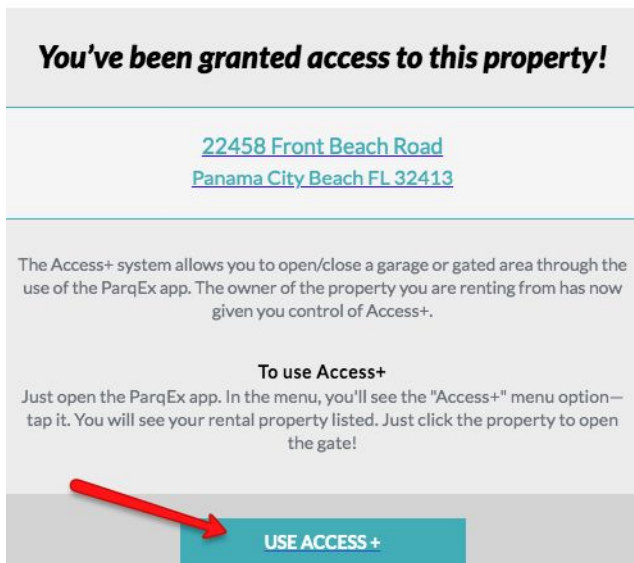 You’ve been granted access to this property!
22458 Front Beach Road
Panama City Beach FL 32413
The Access+ system allows you to open/close a garage or gated area through the
use of the ParqEx app. The owner of the property you are renting from has now
given you control of Access+.
To use Access+
Just open the ParqEx app. In the menu, you'll see the "Access+" menu option—
tap it. You will see your rental property listed. Just click the property to open
the gate!
USE ACCESS +